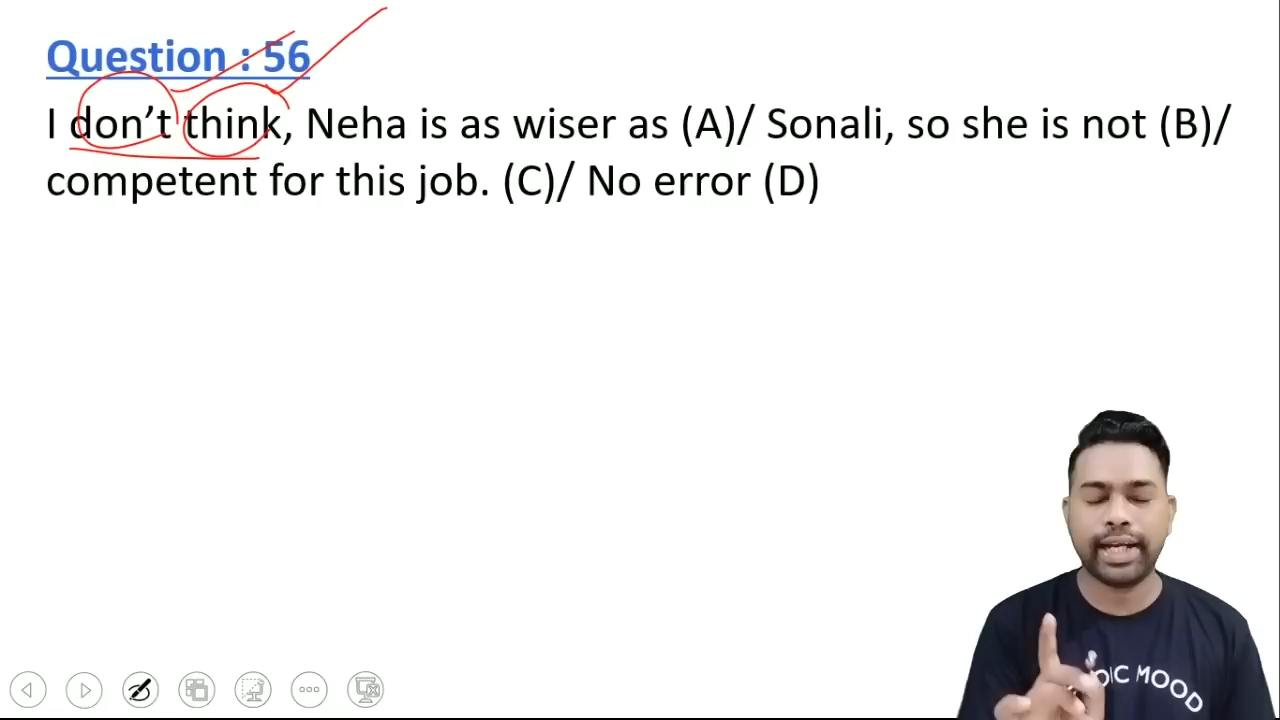 Question : 56
I don’t think, Neha is as wiser as (A)/ Sonali, so she is not (B)/
competent for this job. (C)/ No error (D)
MOOD